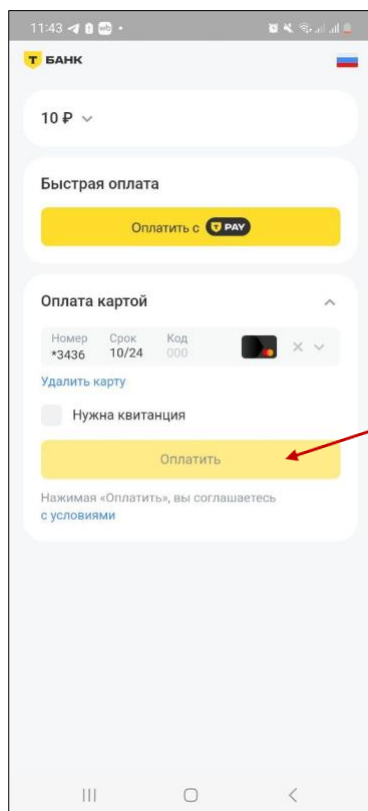 11:43
Т БАНК
10 ₽
Быстрая оплата
Оплатить с T PAY
Оплата картой
Номер Срок Код
*3436 10/24 000
Удалить карту
Нужна квитанция
Оплатить
Нажимая «Оплатить», вы соглашаетесь
с условиями